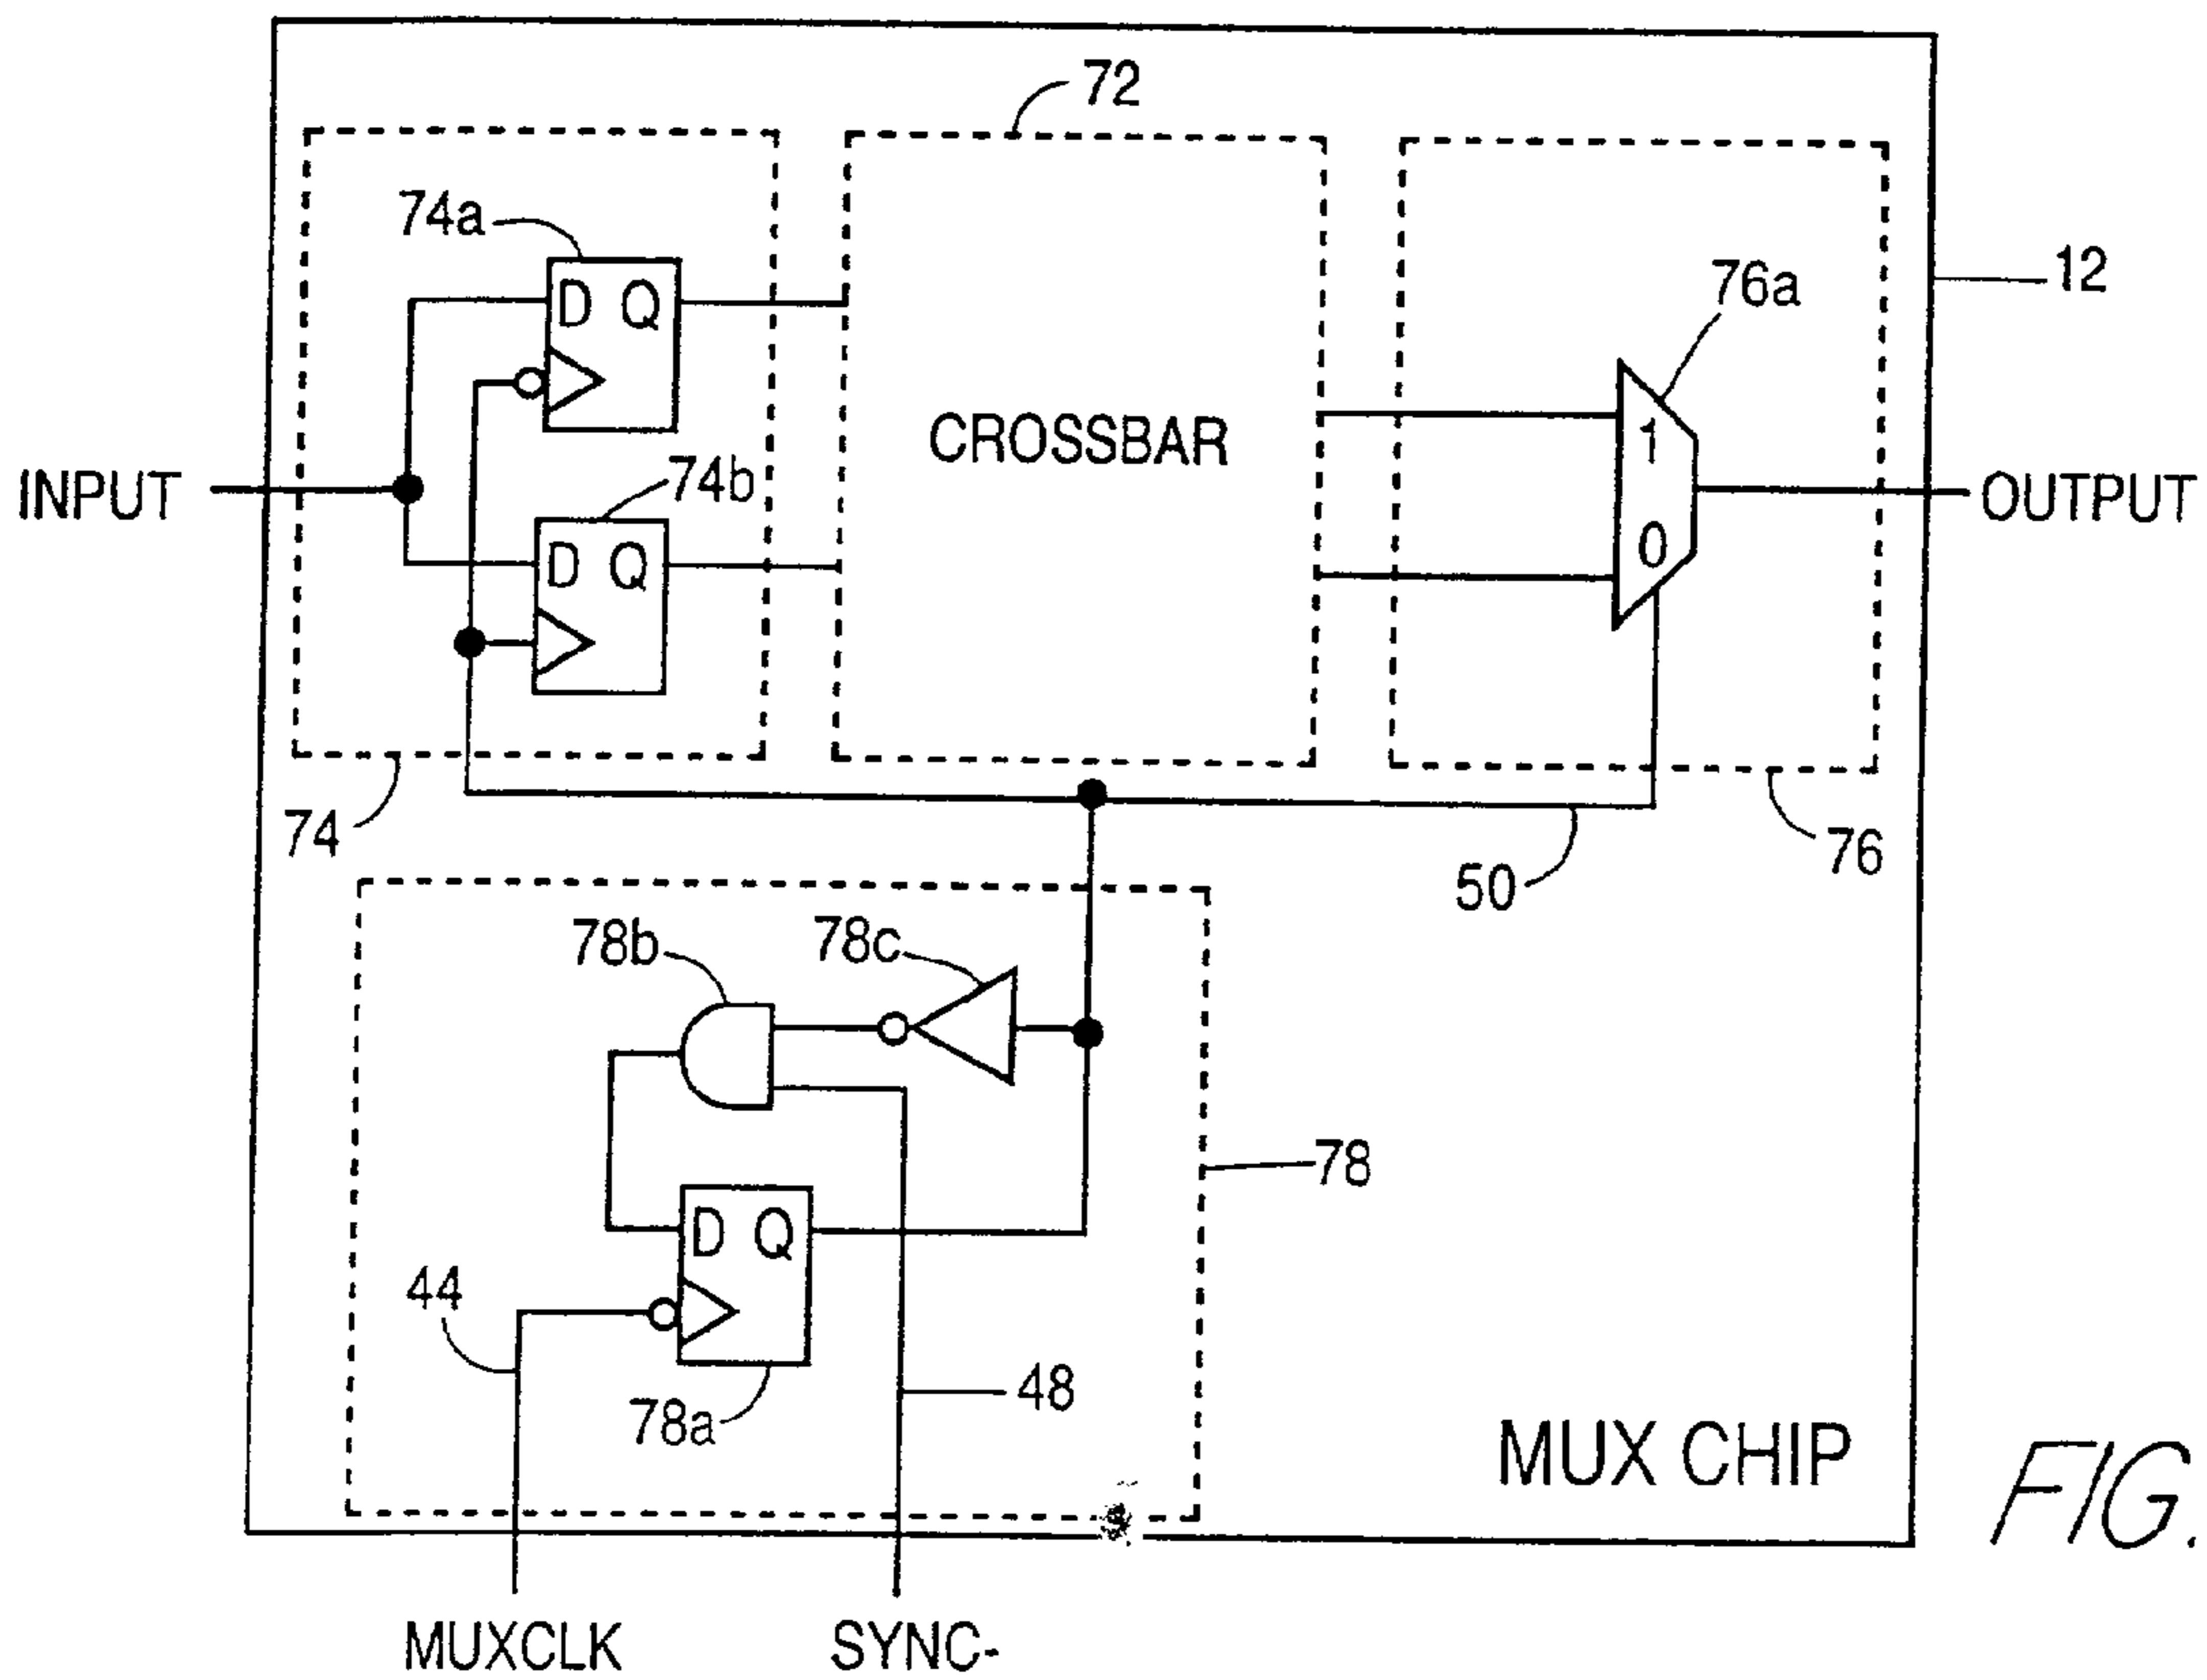 72
74a
D Q
12
76a
1
CROSSBAR
INPUT
74b
OUTPUT
D Q
0
74
76
50
78b
78c
78
D Q
44
48
78a
MUX CHIP
FIG.
MUXCLK
SYNC-